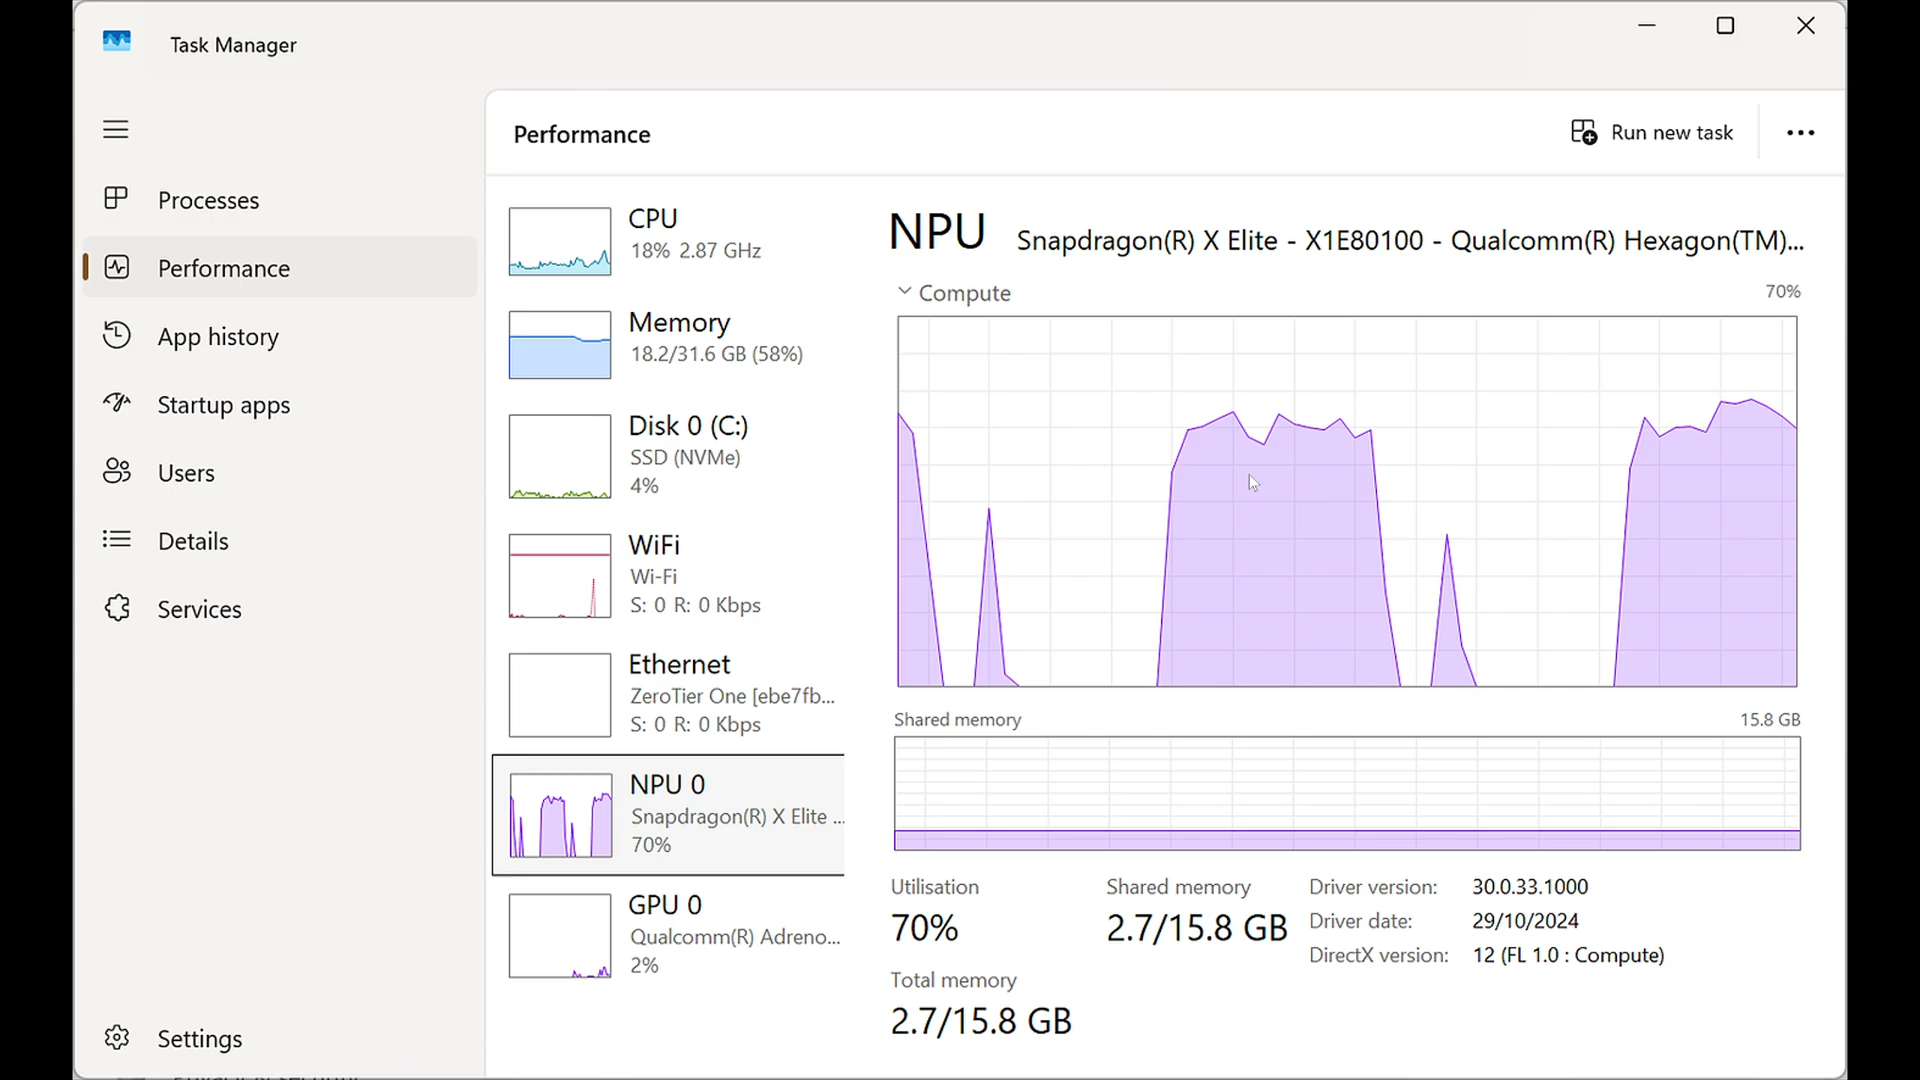 Task Manager
Performance
Run new task
Processes
Performance
App history
Startup apps
Users
Details
Services
Settings
CPU
18% 2.87 GHz
Memory
18.2/31.6 GB (58%)
Disk 0 (C:)
SSD (NVMe)
4%
WiFi
Wi-Fi
S: 0 R: 0 Kbps
Ethernet
ZeroTier One [ebe7fb...
S: 0 R: 0 Kbps
NPU 0
Snapdragon(R) X Elite ...
70%
GPU 0
Qualcomm(R) Adreno...
2%
NPU Snapdragon(R) X Elite - X1E80100 - Qualcomm(R) Hexagon(TM)...
Compute 70%
Shared memory 15.8 GB
Utilisation
70%
Shared memory
2.7/15.8 GB
Driver version: 30.0.33.1000
Driver date: 29/10/2024
DirectX version: 12 (FL 1.0 : Compute)
Total memory
2.7/15.8 GB